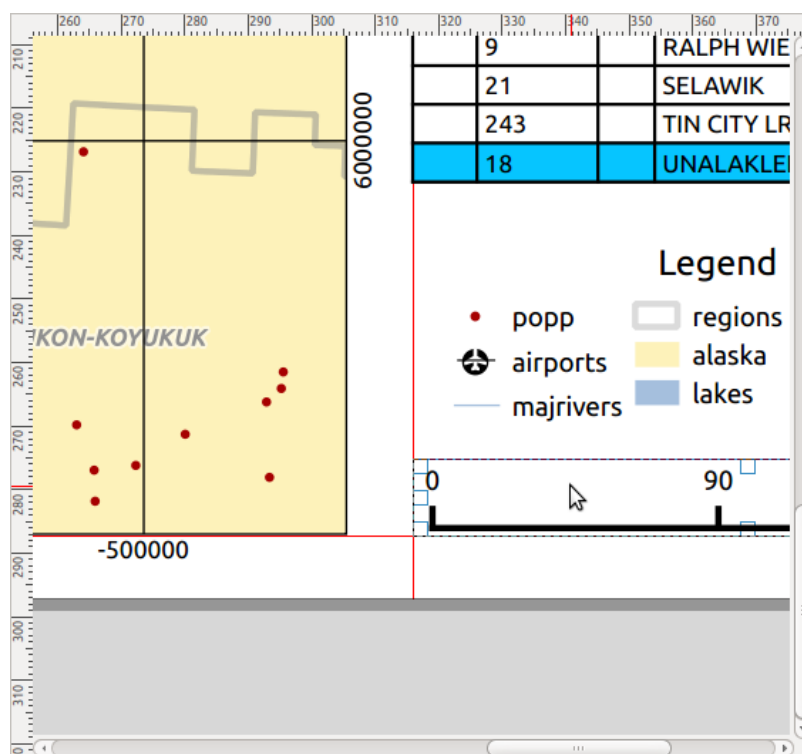 260 270 280 290 300 310 320 330 340 350 360 370
210
220
230
240
250
260
270
280
290
300
310
9 RALPH WIE
21 SELAWIK
243 TIN CITY LR
18 UNALAKLE
6000000
KON-KOYUKUK
-500000
Legend
popp
airports
majrivers
regions
alaska
lakes
0 90